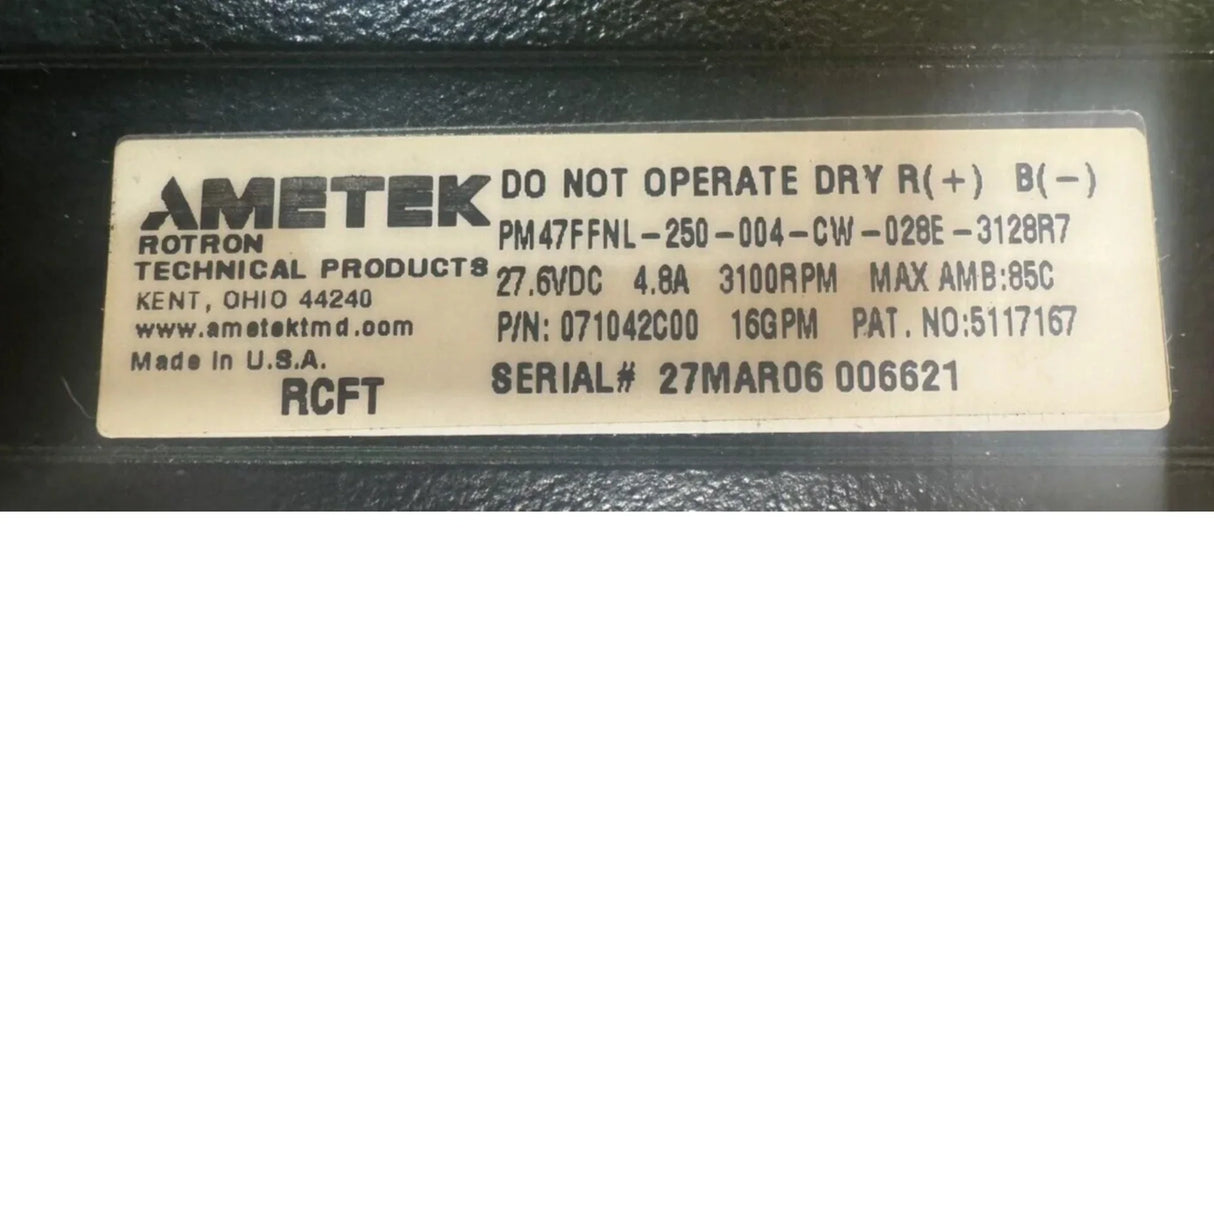 AMETEK
ROTRON
TECHNICAL PRODUCTS
KENT, OHIO 44240
www.ametektmd.com
Made in U.S.A.
RCFT
DO NOT OPERATE DRY R(+) B(-)
PM47FFNL-250-004-CW-028E-3128R7
27.6VDC 4.8A 3100RPM MAX AMB:85C
P/N: 071042C00 16GPM PAT. NO:5117167
SERIAL# 27MAR06 006621